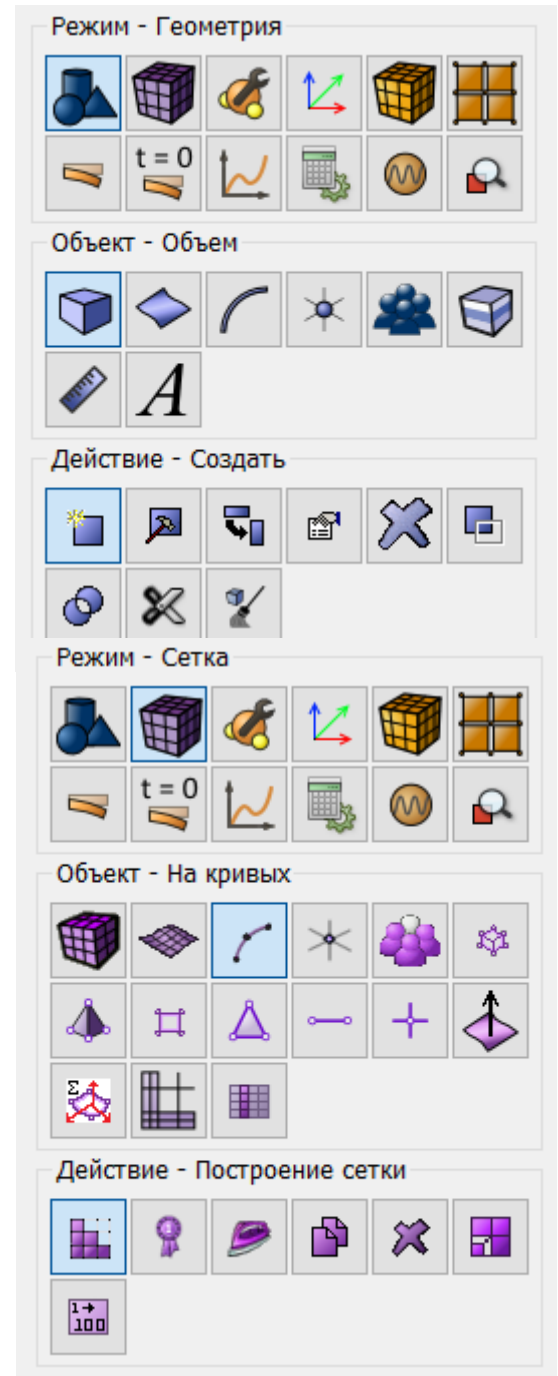 Режим - Геометрия
t = 0
Объект - Объем
A
Действие - Создать
Режим - Сетка
t = 0
Объект - На кривых
Σ
Действие - Построение сетки
1→
100